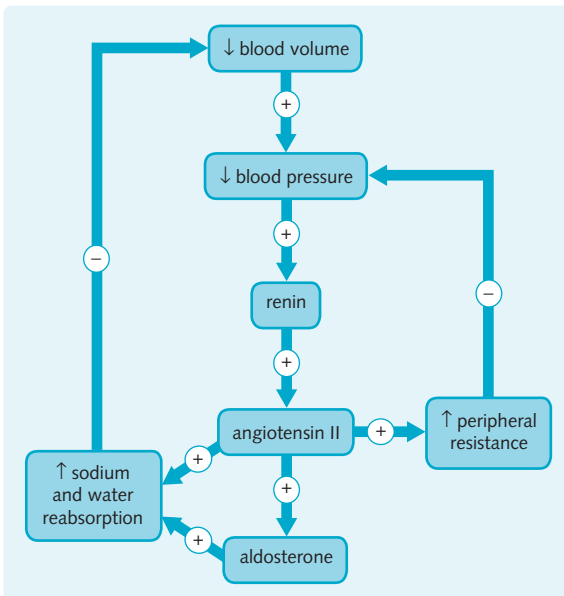 ↓ blood volume
+
↓ blood pressure
+
−
−
renin
+
angiotensin II
+
↑ peripheral
resistance
+
+
↑ sodium
and water
reabsorption
+
aldosterone